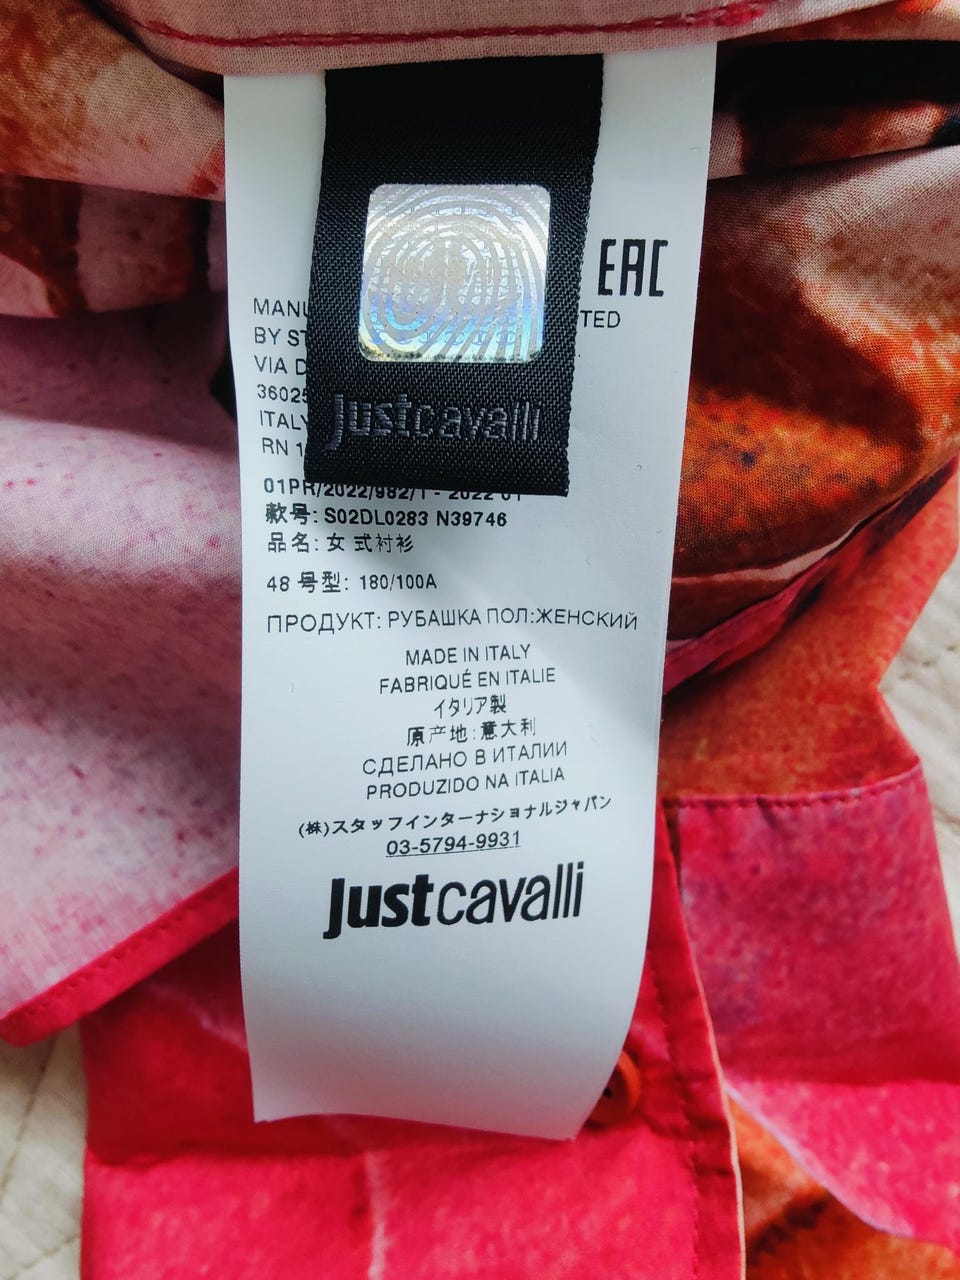 EAC
justcavalli
MANU TED
BY ST
VIA D
36025
ITALY
RN 1
01PR/2022/982/1 - 2022 01
款号: S02DL0283 N39746
品名: 女 式衬衫
48 号型: 180/100A
ПРОДУКТ: РУБАШКА ПОЛ:ЖЕНСКИЙ
MADE IN ITALY
FABRIQUÉ EN ITALIE
イタリア製
原产地:意大利
СДЕЛАНО В ИТАЛИИ
PRODUZIDO NA ITALIA
(株)スタッフインターナショナルジャパン
03-5794-9931
justcavalli